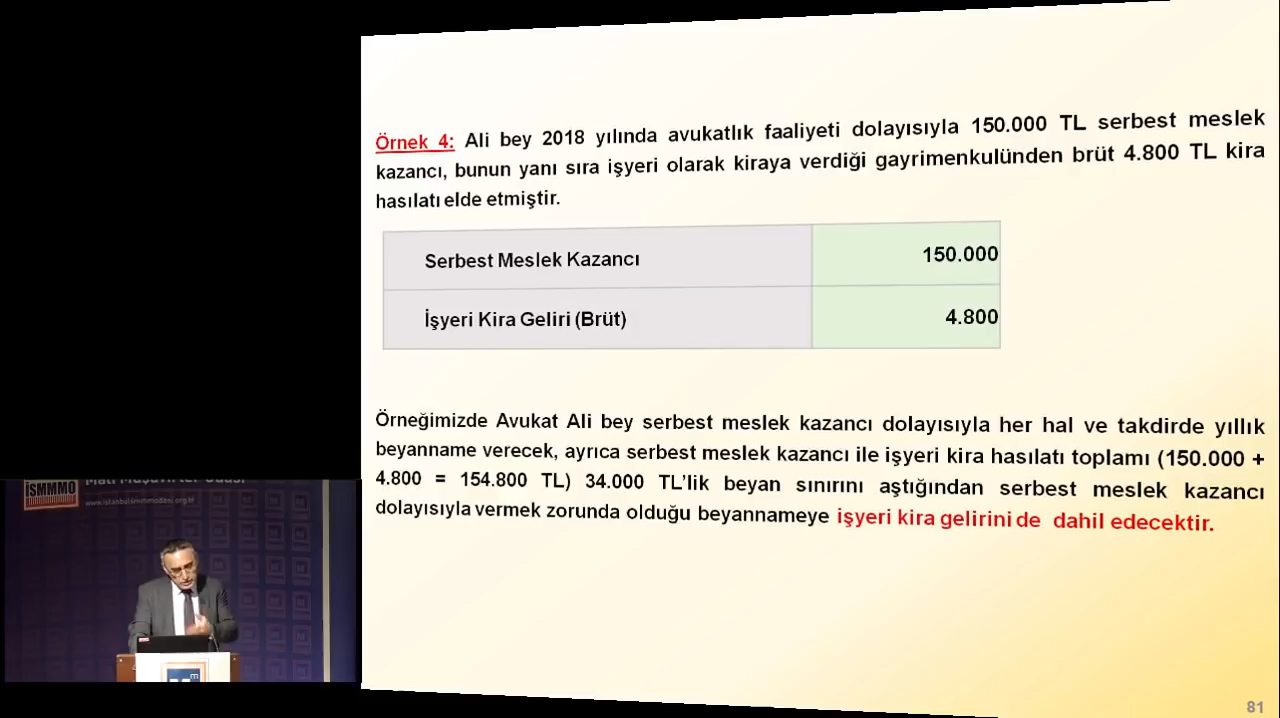 Örnek 4: Ali bey 2018 yılında avukatlık faaliyeti dolayısıyla 150.000 TL serbest meslek
kazancı, bunun yanı sıra işyeri olarak kiraya verdiği gayrimenkulünden brüt 4.800 TL kira
hasılatı elde etmiştir.
Serbest Meslek Kazancı 150.000
İşyeri Kira Geliri (Brüt) 4.800
Örneğimizde Avukat Ali bey serbest meslek kazancı dolayısıyla her hal ve takdirde yıllık
beyanname verecek, ayrıca serbest meslek kazancı ile işyeri kira hasılatı toplamı (150.000 +
4.800 = 154.800 TL) 34.000 TL’lik beyan sınırını aştığından serbest meslek kazancı
dolayısıyla vermek zorunda olduğu beyannameye işyeri kira gelirini de dahil edecektir.
İSMMMO
81